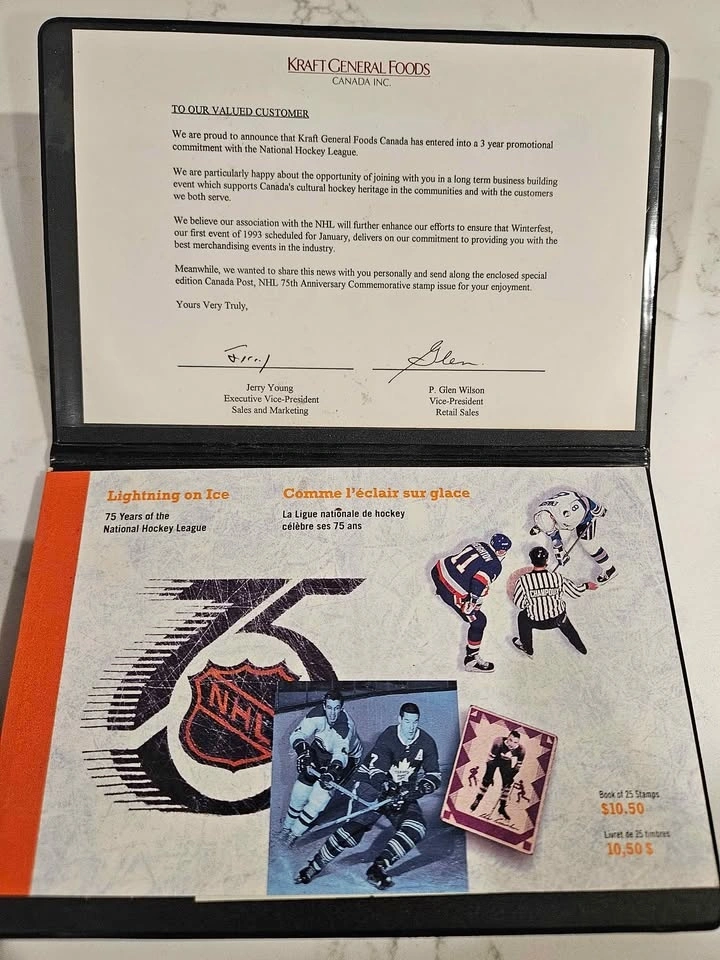 KRAFT GENERAL FOODS
CANADA INC.
TO OUR VALUED CUSTOMER
We are proud to announce that Kraft General Foods Canada has entered into a 3 year promotional
commitment with the National Hockey League.
We are particularly happy about the opportunity of joining with you in a long term business building
event which supports Canada's cultural hockey heritage in the communities and with the customers
we both serve.
We believe our association with the NHL will further enhance our efforts to ensure that Winterfest,
our first event of 1993 scheduled for January, delivers on our commitment to providing you with the
best merchandising events in the industry.
Meanwhile, we wanted to share this news with you personally and send along the enclosed special
edition Canada Post, NHL 75th Anniversary Commemorative stamp issue for your enjoyment.
Yours Very Truly,
Glen
Jerry Young
Executive Vice-President
Sales and Marketing
P. Glen Wilson
Vice-President
Retail Sales
Lightning on Ice
75 Years of the
National Hockey League
Comme l'éclair sur glace
La Ligue nationale de hockey
célèbre ses 75 ans
11
8
CHAMPOUX
75
NHL
7
A
Book of 25 Stamps
$10.50
Livret de 25 timbres
10,50 $